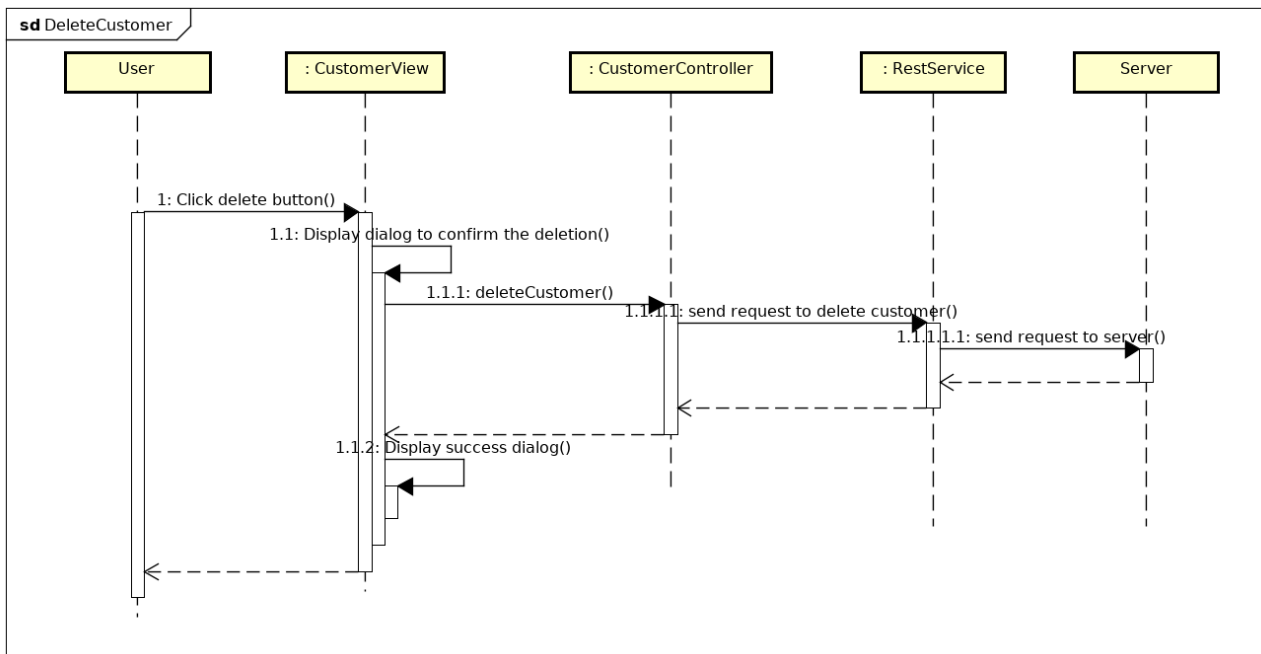 sd DeleteCustomer
User
: CustomerView
: CustomerController
: RestService
Server
1: Click delete button()
1.1: Display dialog to confirm the deletion()
1.1.1: deleteCustomer()
1.1.1.1: send request to delete customer()
1.1.1.1.1: send request to server()
1.1.2: Display success dialog()